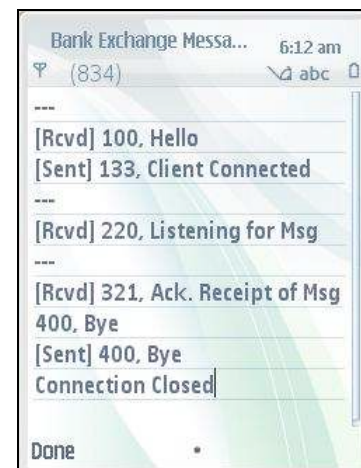 Bank Exchange Messa... 6:12 am
(834) abc
---
[Rcvd] 100, Hello
[Sent] 133, Client Connected
---
[Rcvd] 220, Listening for Msg
---
[Rcvd] 321, Ack. Receipt of Msg
400, Bye
[Sent] 400, Bye
Connection Closed
Done